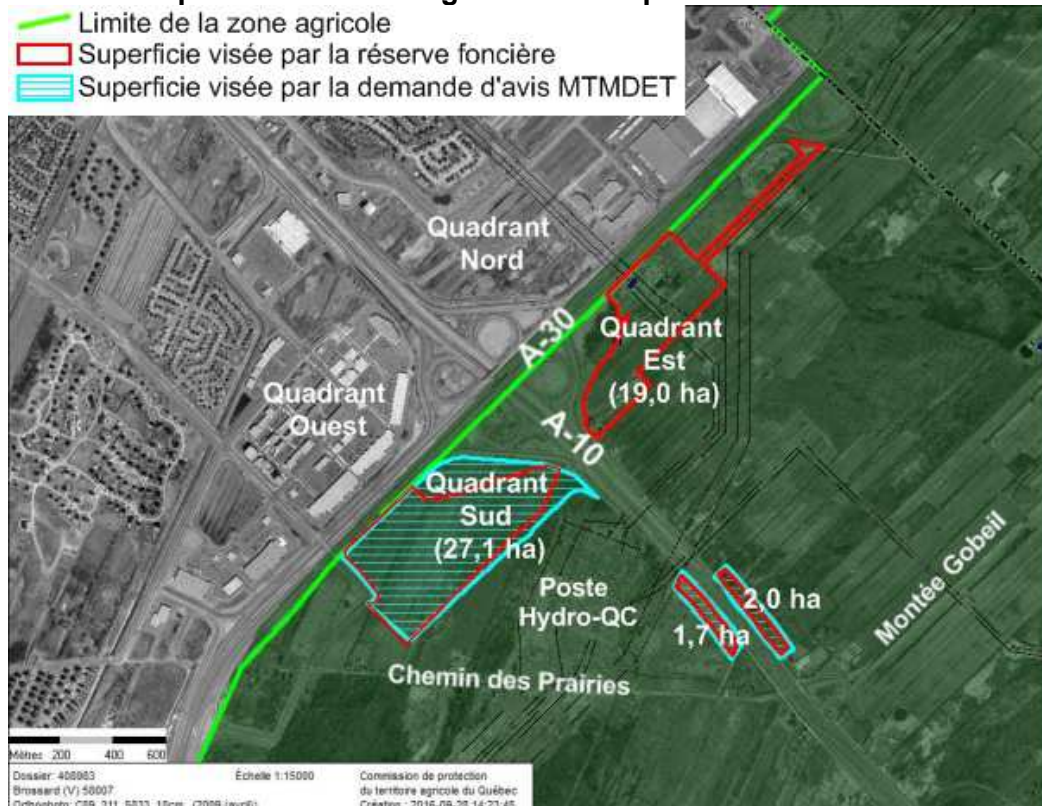 Limite de la zone agricole
Superficie visée par la réserve foncière
Superficie visée par la demande d'avis MTMDET
Quadrant
Nord
A-30
Quadrant
Est
(19,0 ha)
Quadrant
Ouest
A-10
Quadrant
Sud
(27,1 ha)
Poste
Hydro-QC
2,0 ha
1,7 ha
Montée Gobeil
Chemin des Prairies
Mètres 200 400 600
Dossier: 408083
Échelle 1:15000
Commission de protection
Brossard (V) 58007
du territoire agricole du Québec